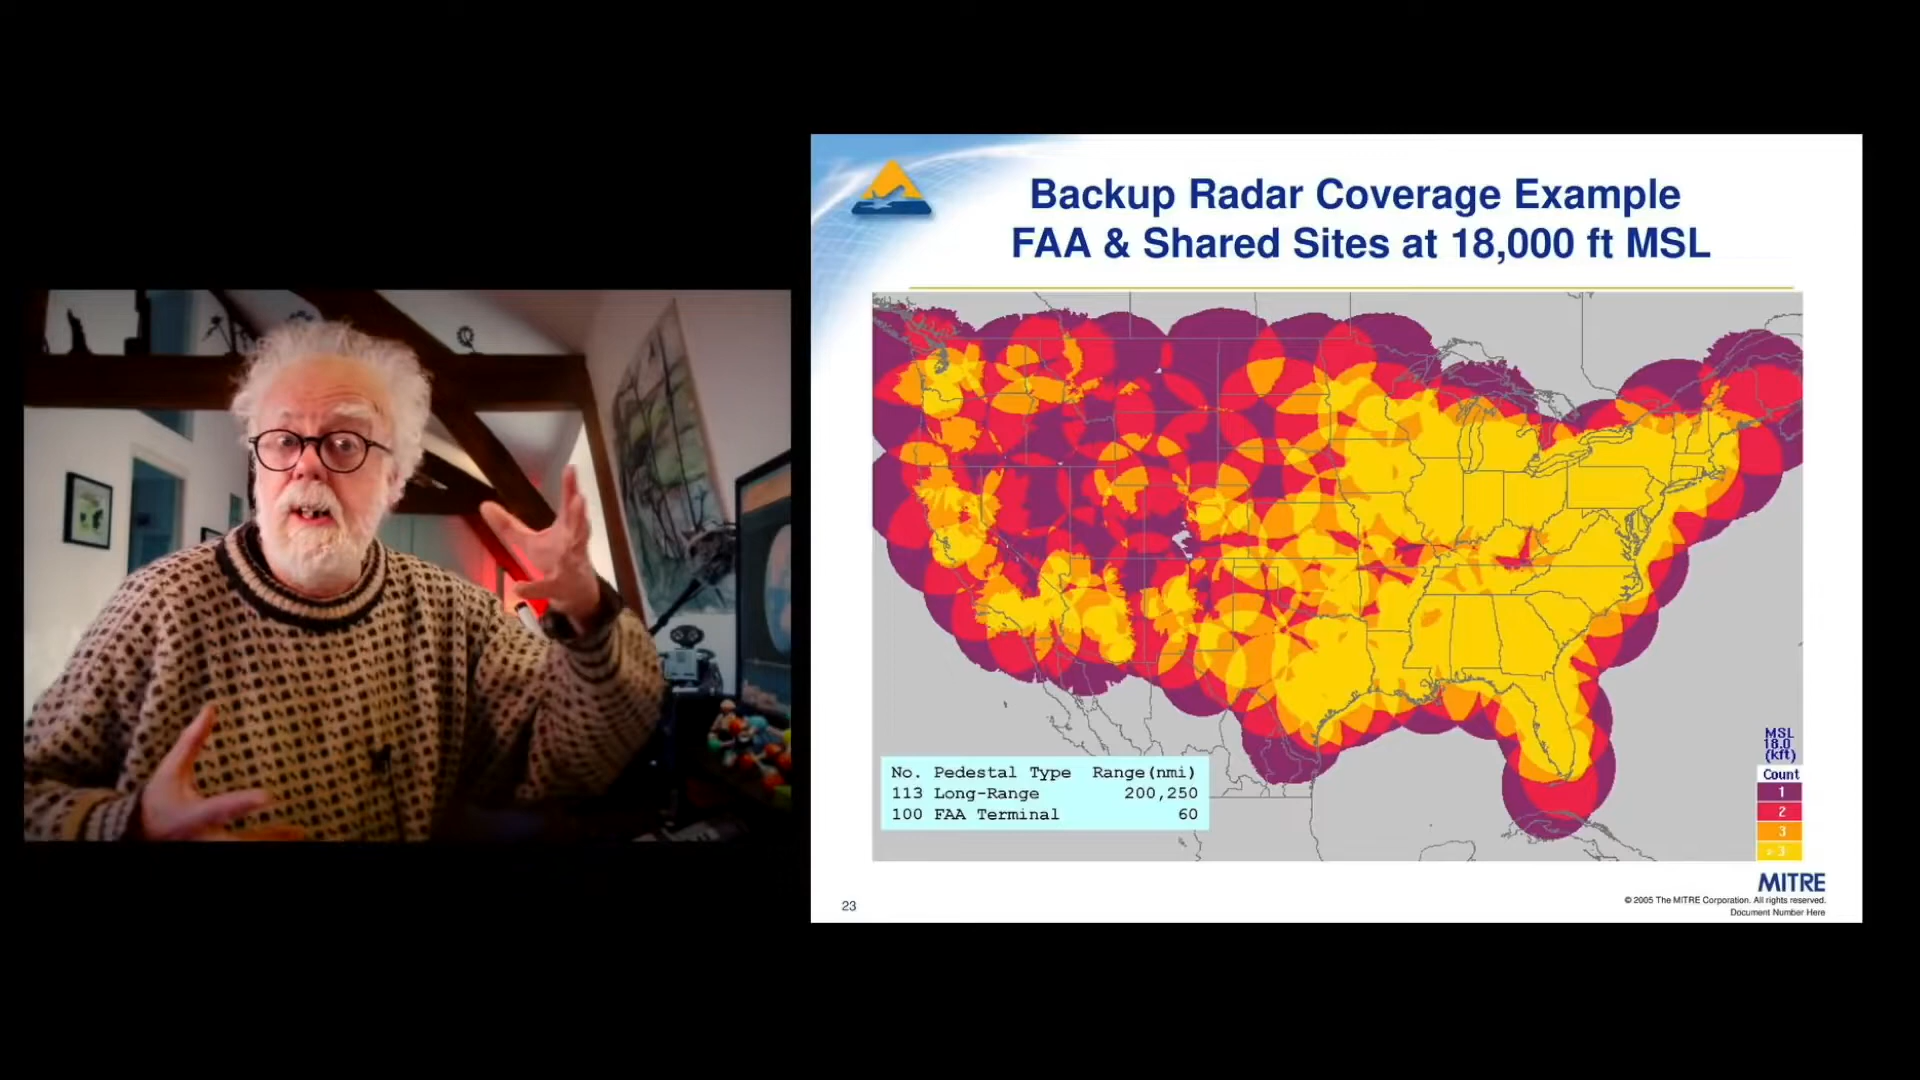 Backup Radar Coverage Example
FAA & Shared Sites at 18,000 ft MSL
No. Pedestal Type Range(nmi)
113 Long-Range 200,250
100 FAA Terminal 60
MSL
18.0
(kft)
Count
1
2
3
> 3
MITRE
© 2005 The MITRE Corporation. All rights reserved.
Document Number Here
23